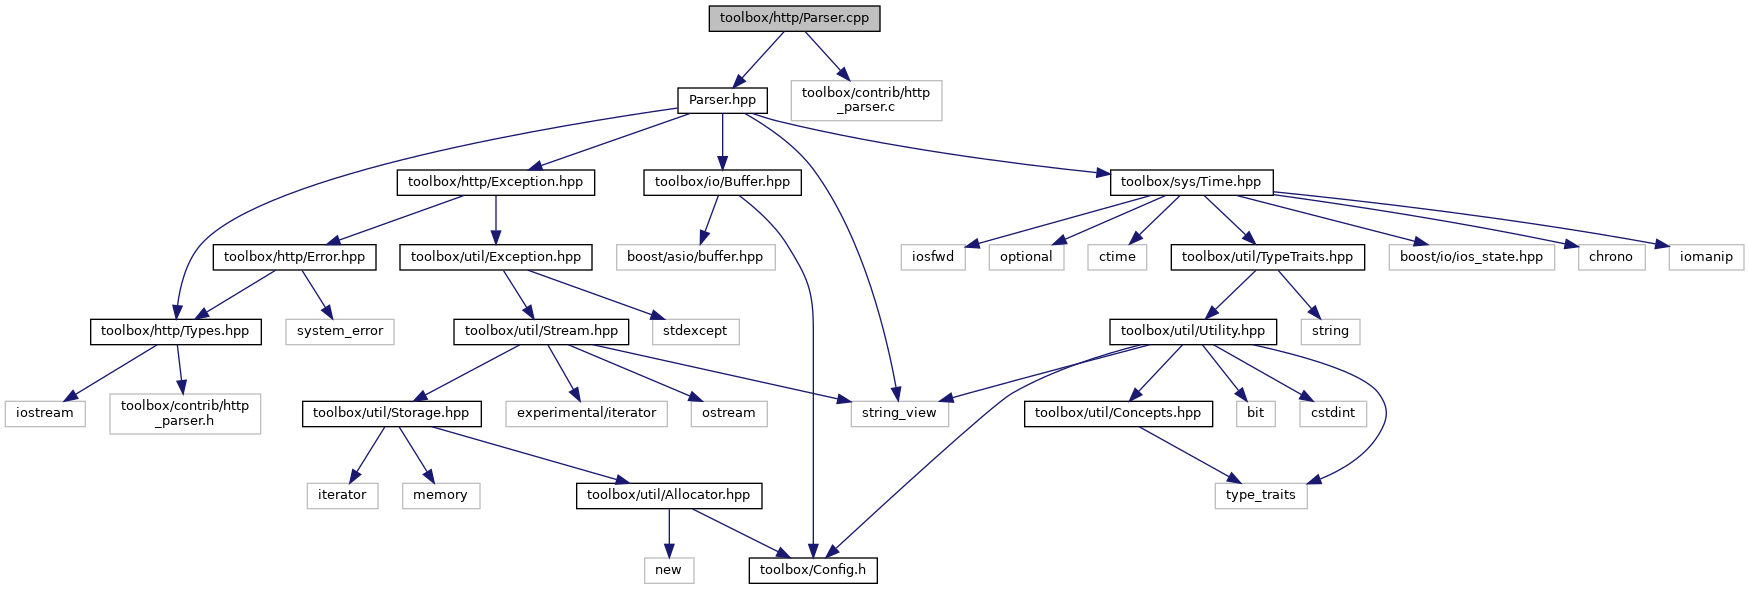 toolbox/http/Parser.cpp
Parser.hpp
toolbox/contrib/http
_parser.c
toolbox/http/Exception.hpp
toolbox/io/Buffer.hpp
toolbox/sys/Time.hpp
toolbox/http/Error.hpp
toolbox/util/Exception.hpp
boost/asio/buffer.hpp
iosfwd
optional
ctime
toolbox/util/TypeTraits.hpp
boost/io/ios_state.hpp
chrono
iomanip
toolbox/http/Types.hpp
system_error
toolbox/util/Stream.hpp
stdexcept
toolbox/util/Utility.hpp
string
iostream
toolbox/contrib/http
_parser.h
toolbox/util/Storage.hpp
experimental/iterator
ostream
string_view
toolbox/util/Concepts.hpp
bit
cstdint
iterator
memory
toolbox/util/Allocator.hpp
type_traits
new
toolbox/Config.h